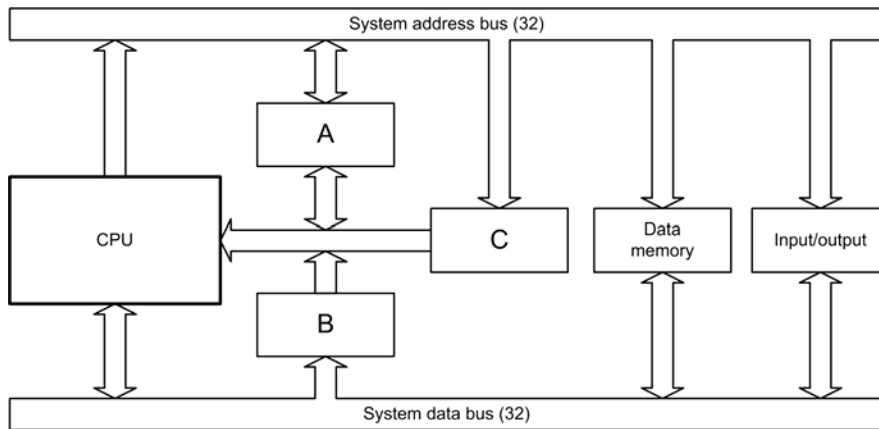 System address bus (32)
A
CPU
C
Data
memory
Input/output
B
System data bus (32)